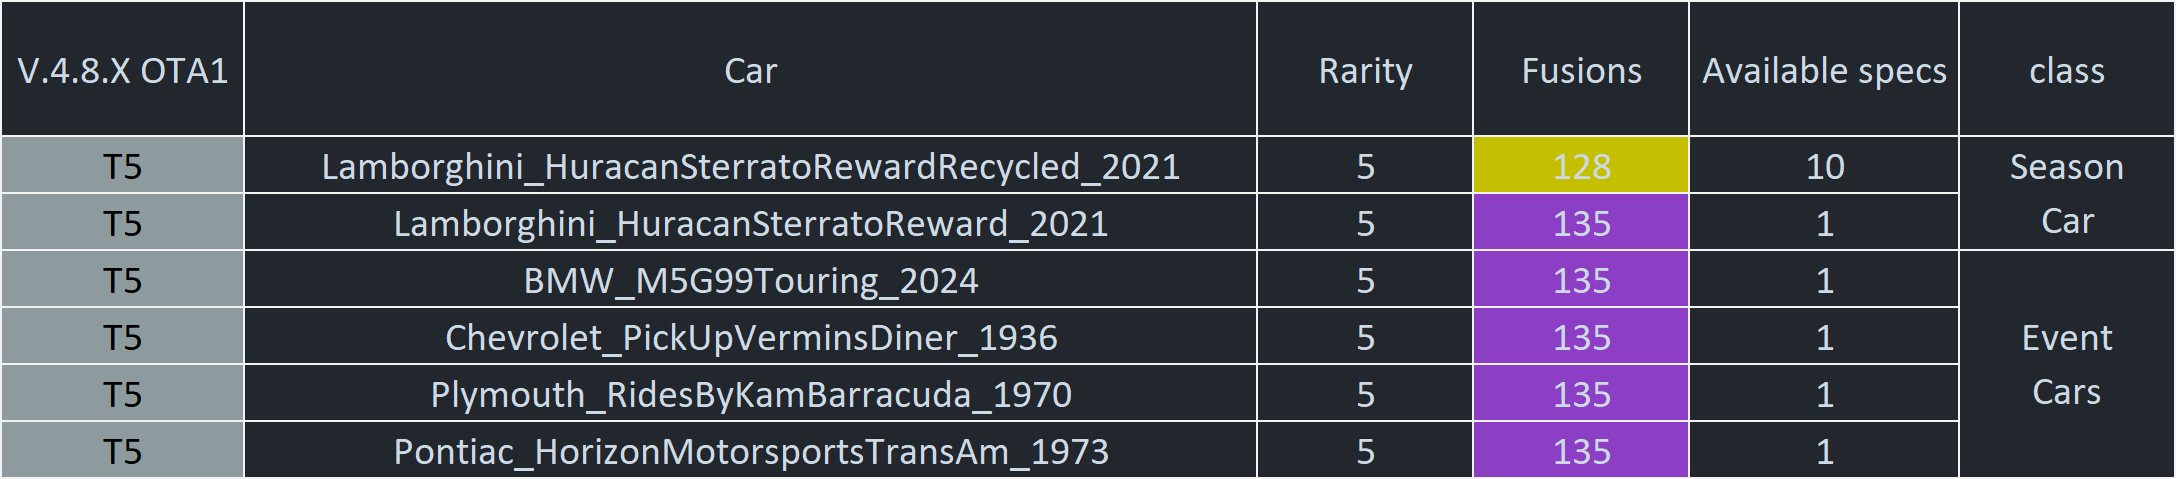 V.4.8.X OTA1 Car Rarity Fusions Available specs class
T5 Lamborghini_HuracanSterratoRewardRecycled_2021 5 128 10 Season
T5 Lamborghini_HuracanSterratoReward_2021 5 135 1 Car
T5 BMW_M5G99Touring_2024 5 135 1
T5 Chevrolet_PickUpVerminsDiner_1936 5 135 1 Event
T5 Plymouth_RidesByKamBarracuda_1970 5 135 1 Cars
T5 Pontiac_HorizonMotorsportsTransAm_1973 5 135 1